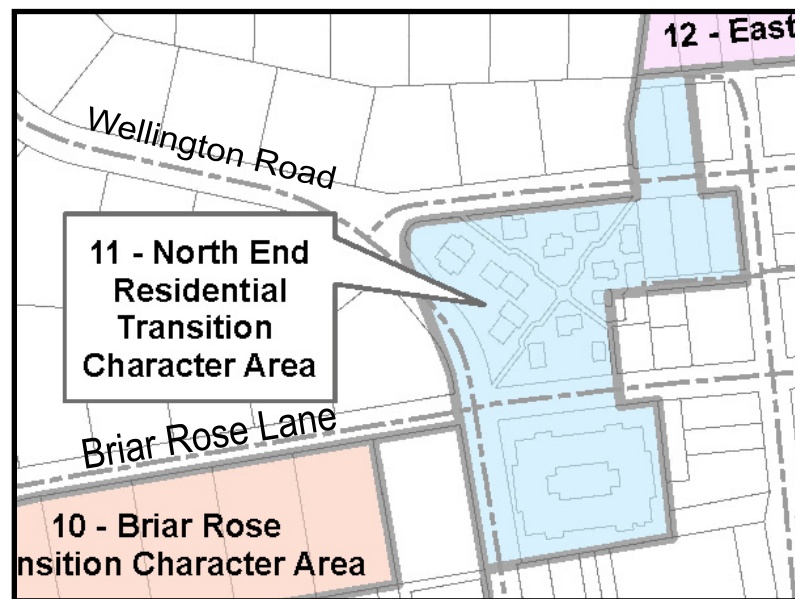 12 - East
Wellington Road
11 - North End
Residential
Transition
Character Area
Briar Rose Lane
10 - Briar Rose
nsition Character Area